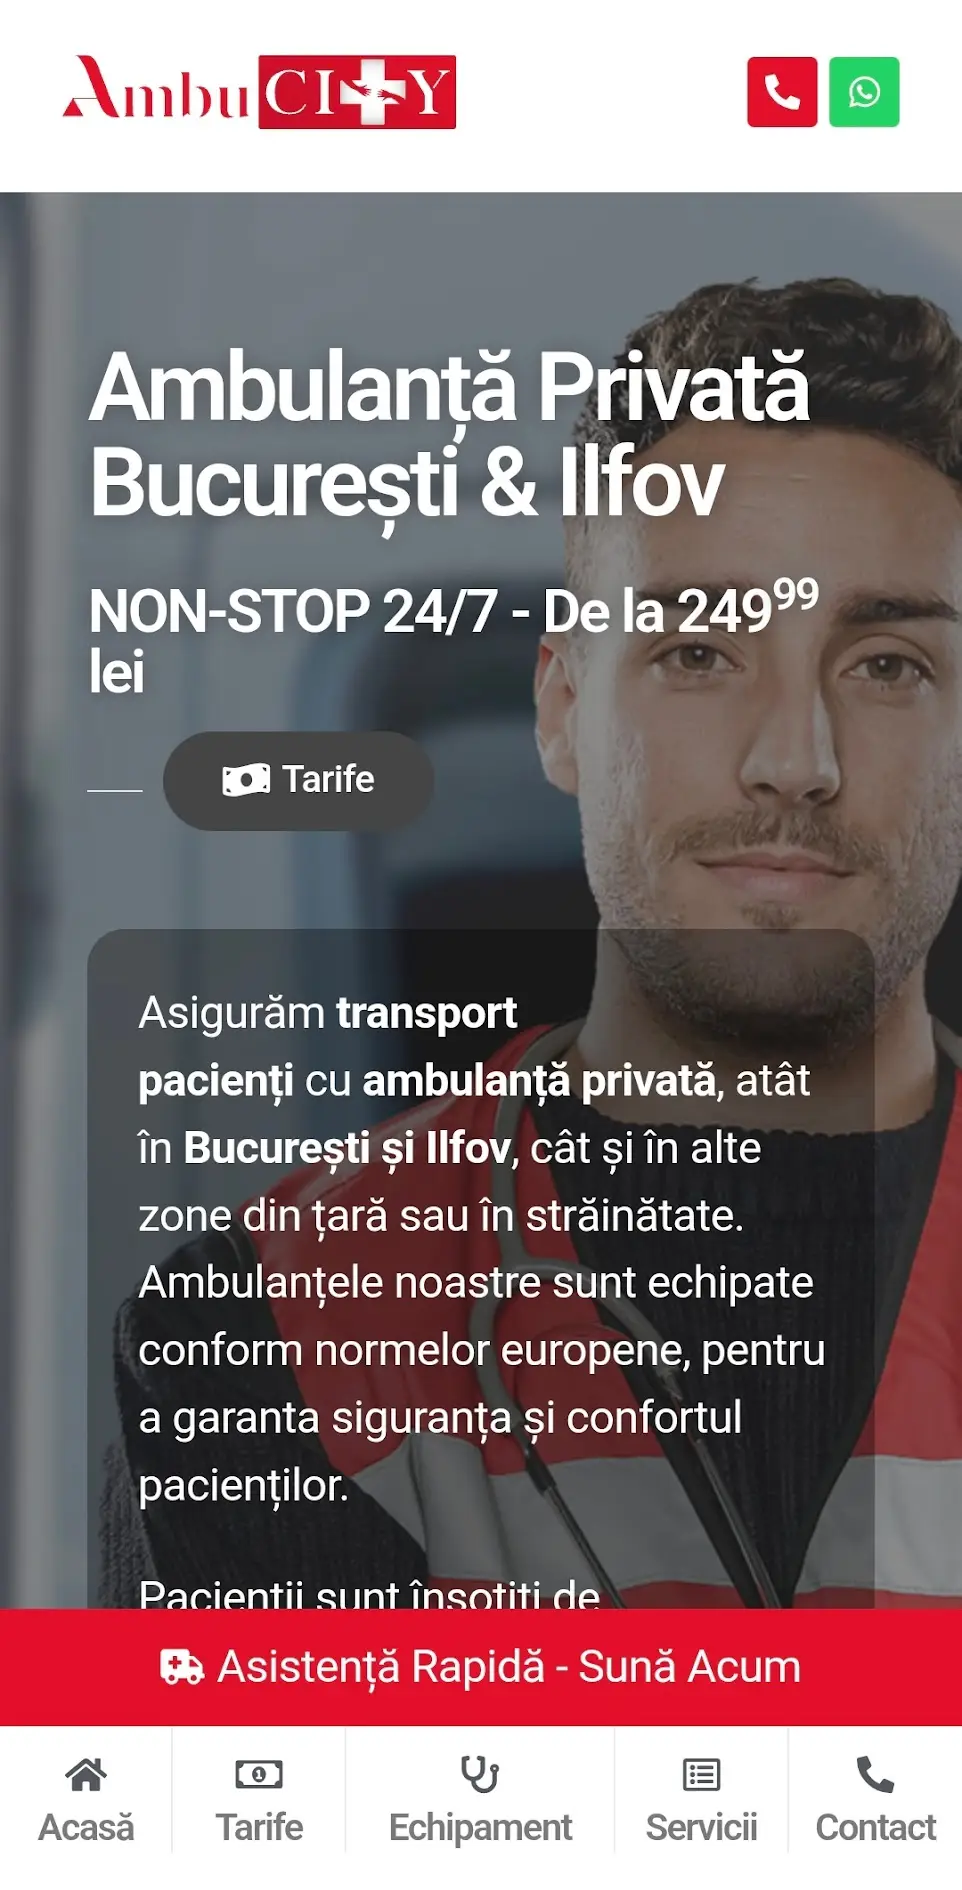 AmbuCITY
Ambulanță Privată
București & Ilfov
NON-STOP 24/7 - De la 249⁹⁹
lei
Tarife
Asigurăm transport
pacienți cu ambulanță privată, atât
în București și Ilfov, cât și în alte
zone din țară sau în străinătate.
Ambulanțele noastre sunt echipate
conform normelor europene, pentru
a garanta siguranța și confortul
pacienților.
Pacienții sunt însoțiți de
Asistență Rapidă - Sună Acum
Acasă Tarife Echipament Servicii Contact